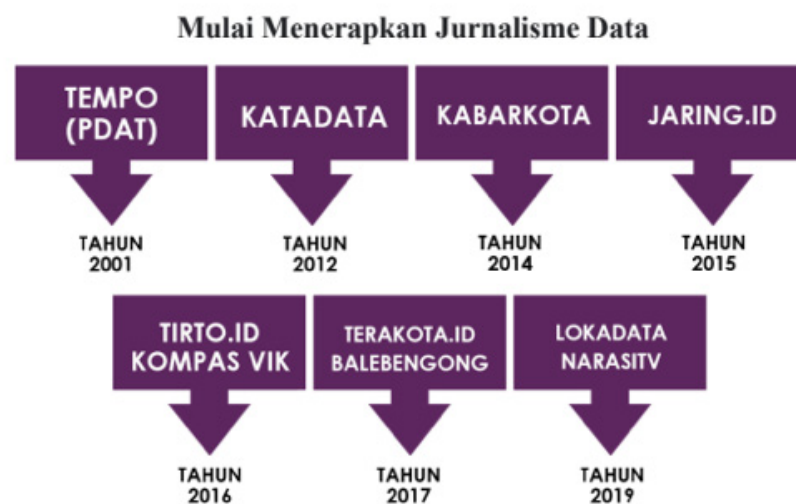 Mulai Menerapkan Jurnalisme Data
TEMPO
(PDAT)
KATADATA
KABARKOTA
JARING.ID
TAHUN
2001
TAHUN
2012
TAHUN
2014
TAHUN
2015
TIRTO.ID
KOMPAS VIK
TERAKOTA.ID
BALEBENGONG
LOKADATA
NARASITV
TAHUN
2016
TAHUN
2017
TAHUN
2019